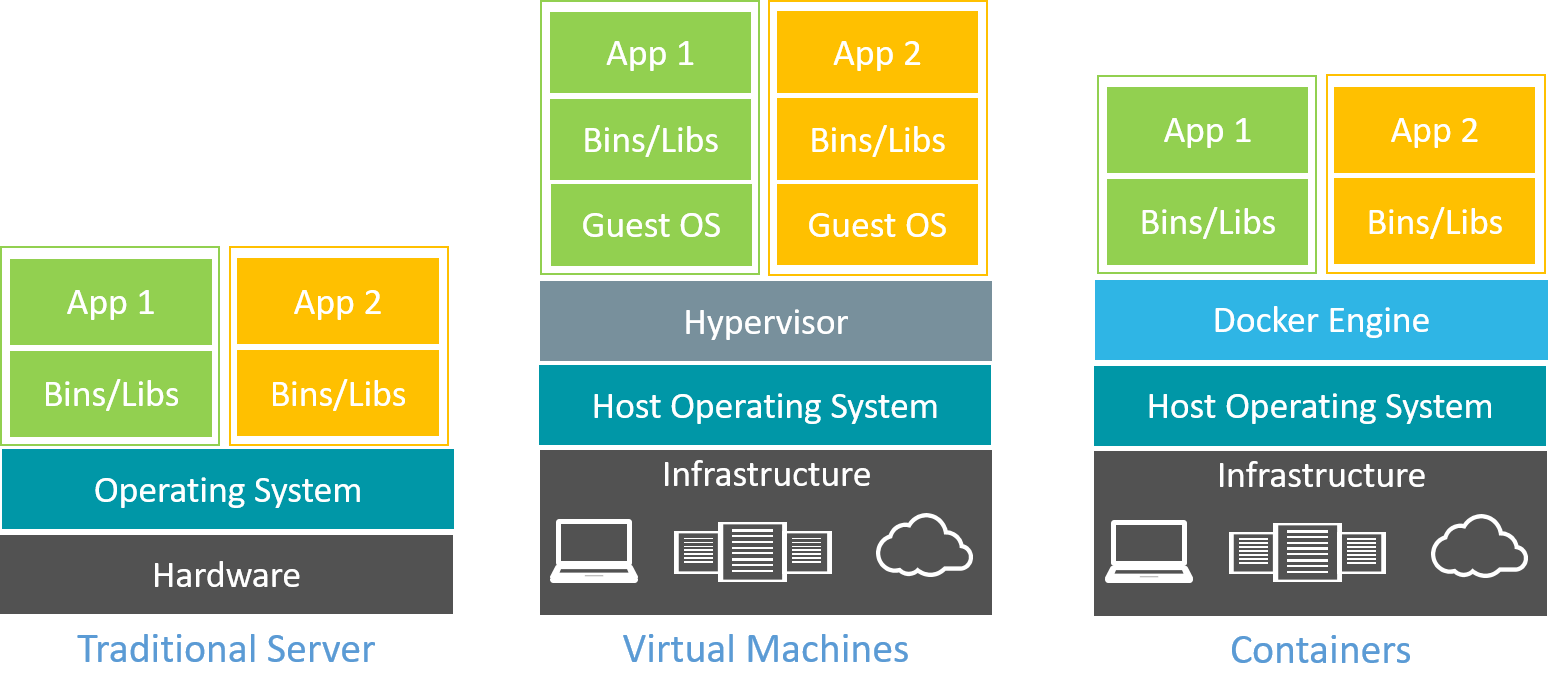 App 1
App 2
Bins/Libs
Bins/Libs
Operating System
Hardware
Traditional Server
App 1
App 2
Bins/Libs
Bins/Libs
Guest OS
Guest OS
Hypervisor
Host Operating System
Infrastructure
Virtual Machines
App 1
App 2
Bins/Libs
Bins/Libs
Docker Engine
Host Operating System
Infrastructure
Containers